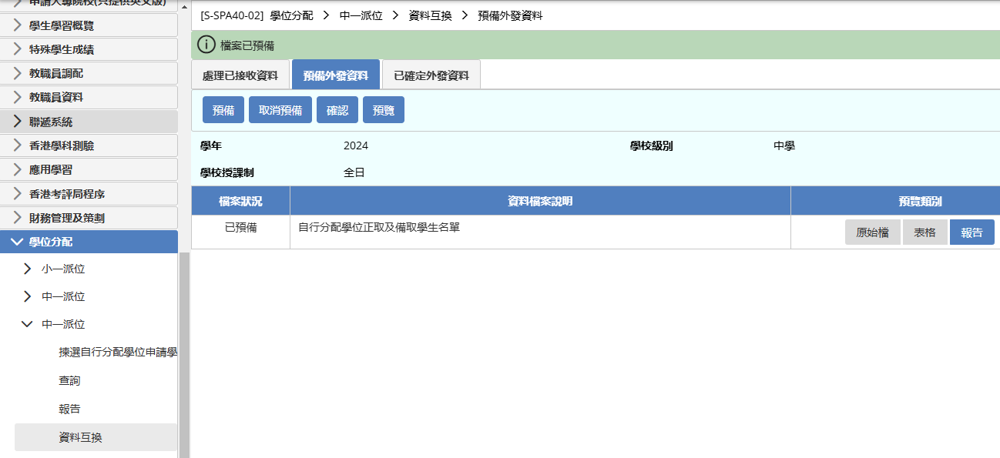 申請大專院校(只提供英文版)
學生學習概覽
特殊學生成績
教職員調配
教職員資料
聯遞系統
香港學科測驗
應用學習
香港考評局程序
財務管理及策劃
學位分配
小一派位
中一派位
中一派位
揀選自行分配學位申請學
查詢
報告
資料互換
[S-SPA40-02] 學位分配 > 中一派位 > 資料互換 > 預備外發資料
檔案已預備
處理已接收資料 預備外發資料 已確定外發資料
預備 取消預備 確認 預覽
學年 2024 學校級別 中學
學校授課制 全日
檔案狀況 資料檔案說明 預覽類別
已預備 自行分配學位正取及備取學生名單 原始檔 表格 報告